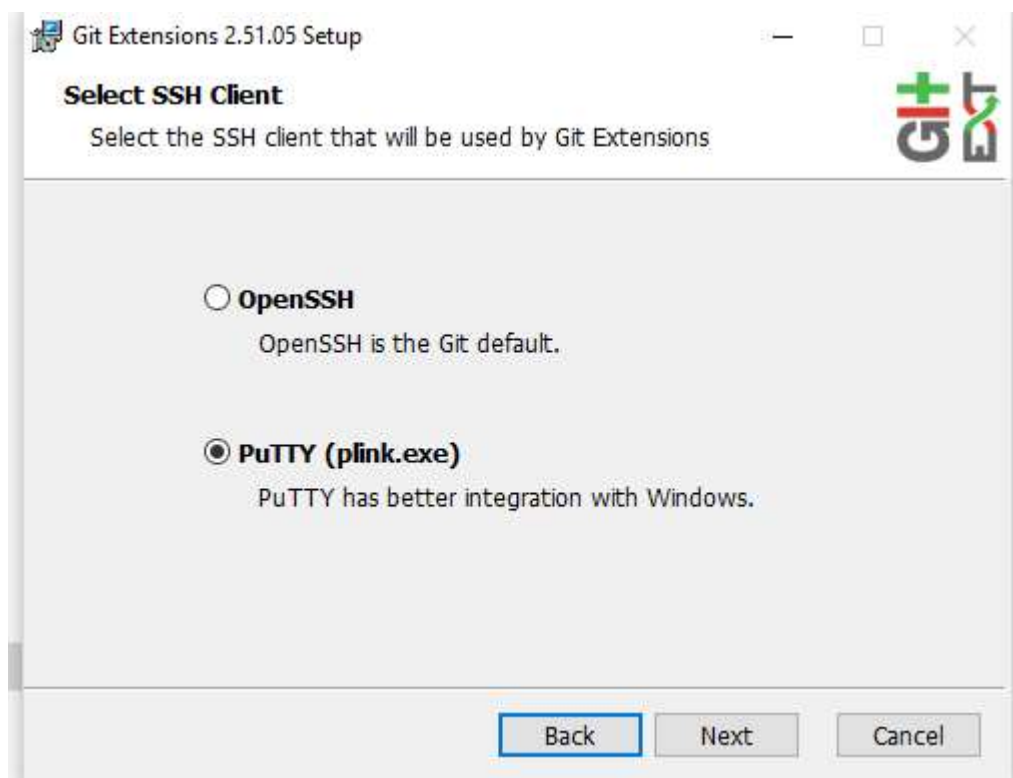 Git Extensions 2.51.05 Setup
Select SSH Client
Select the SSH client that will be used by Git Extensions
Git
Ext
OpenSSH
OpenSSH is the Git default.
PuTTY (plink.exe)
PuTTY has better integration with Windows.
Back
Next
Cancel